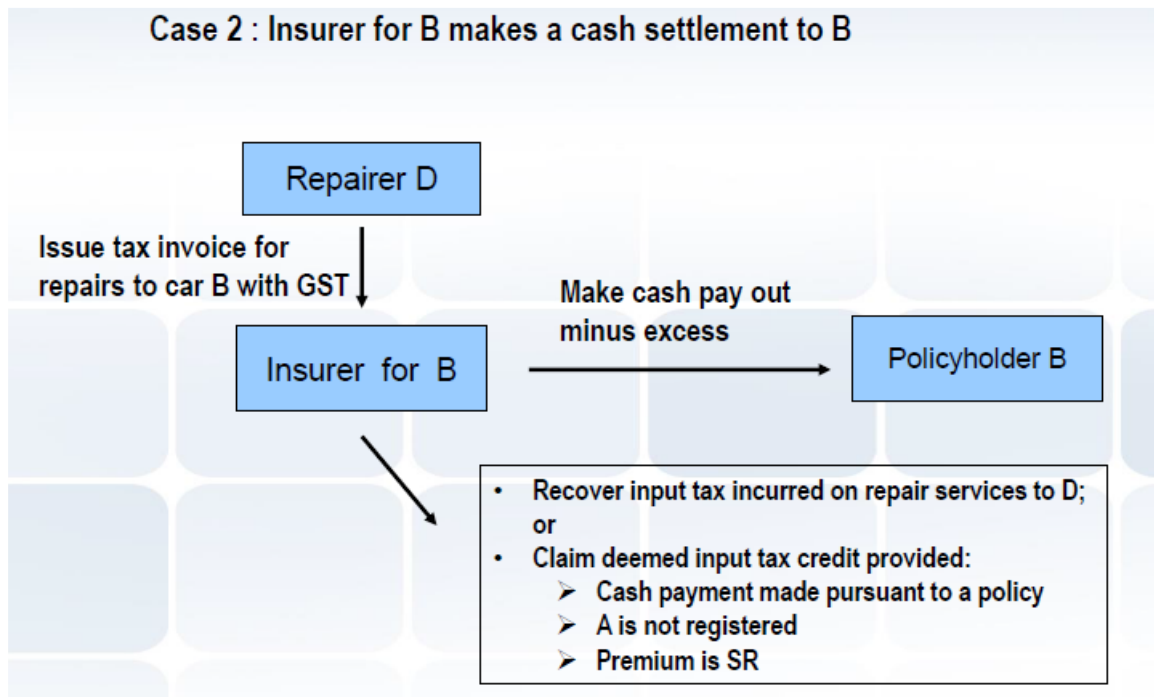 Case 2 : Insurer for B makes a cash settlement to B
Repairer D
Issue tax invoice for
repairs to car B with GST
Make cash pay out
minus excess
Insurer for B
Policyholder B
• Recover input tax incurred on repair services to D;
or
• Claim deemed input tax credit provided:
➢ Cash payment made pursuant to a policy
➢ A is not registered
➢ Premium is SR